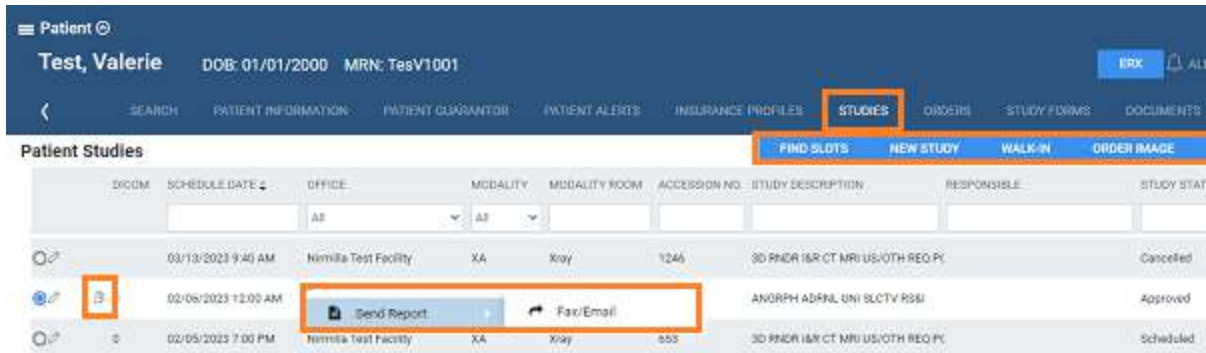 Patient
Test, Valerie DOB: 01/01/2000 MRN: TesV1001 ERX
SEARCH PATIENT INFORMATION PATIENT GUARANTOR PATIENT ALERTS INSURANCE PROFILES STUDIES ORDERS STUDY FORMS DOCUMENTS
Patient Studies FIND SLOTS NEW STUDY WALK-IN ORDER IMAGE
DICOM SCHEDULE DATE OFFICE MODALITY MODALITY ROOM ACCESSION NO. STUDY DESCRIPTION RESPONSIBLE STUDY STAT
All All
03/13/2023 9:40 AM Nirmilla Test Facility XA Xray 1246 3D RNDR I&R CT MRI US/OTH REQ PC Cancelled
02/06/2023 12:00 AM ANGRPH ADRNL UNI SLCTV RS&I Approved
Send Report Fax/Email
0 02/05/2023 7:00 PM Nirmilla Test Facility XA Xray 653 3D RNDR I&R CT MRI US/OTH REQ PC Scheduled